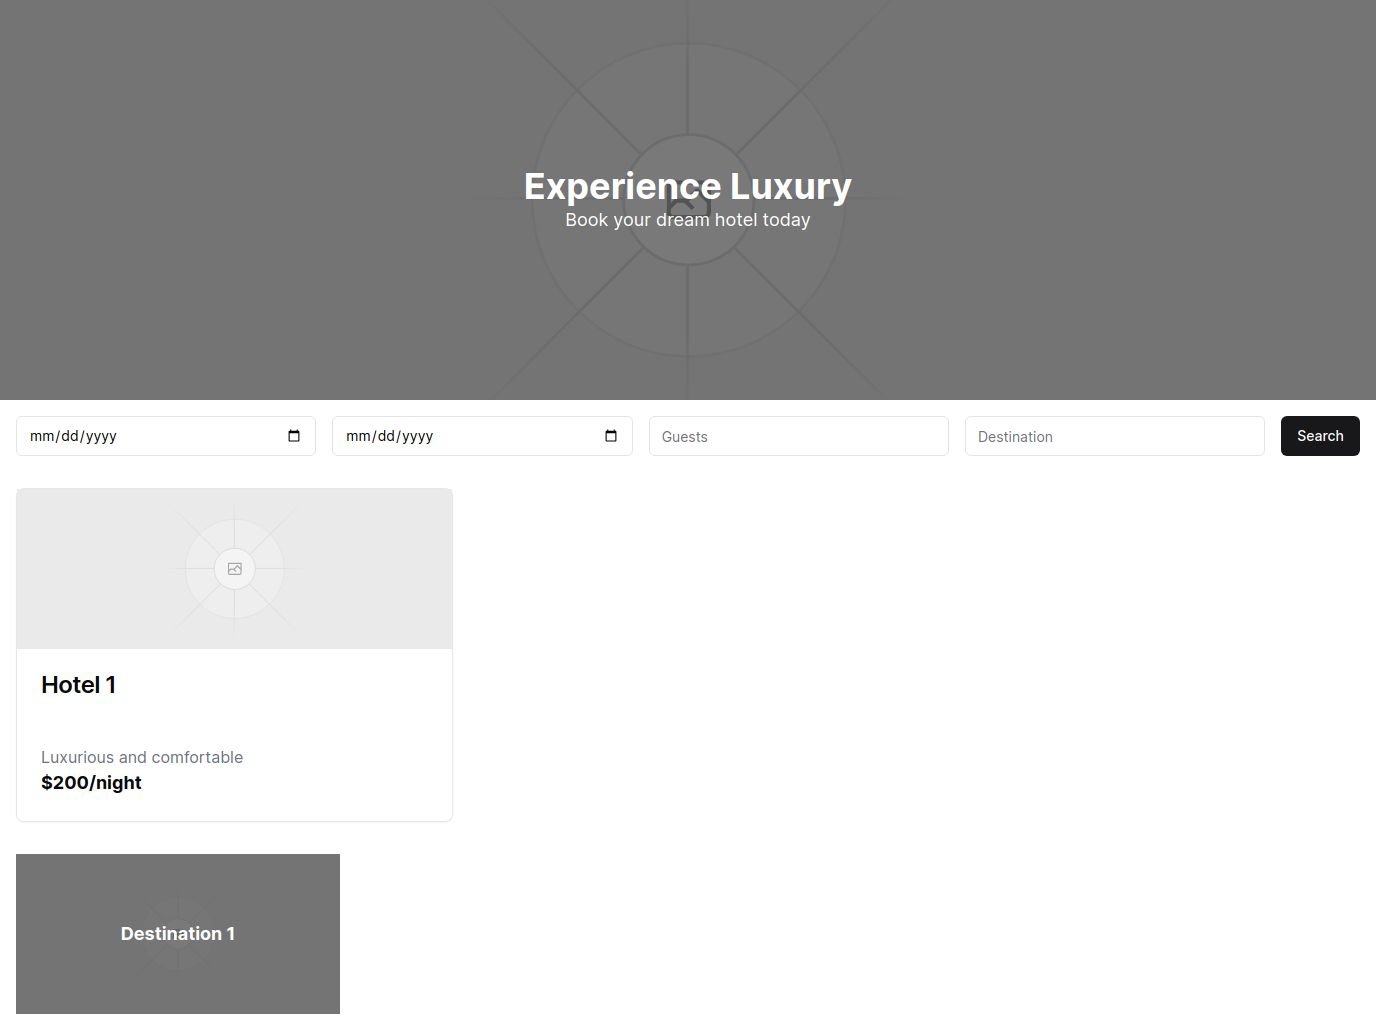 Experience Luxury
Book your dream hotel today
mm/dd/yyyy mm/dd/yyyy Guests Destination Search
Hotel 1
Luxurious and comfortable
$200/night
Destination 1